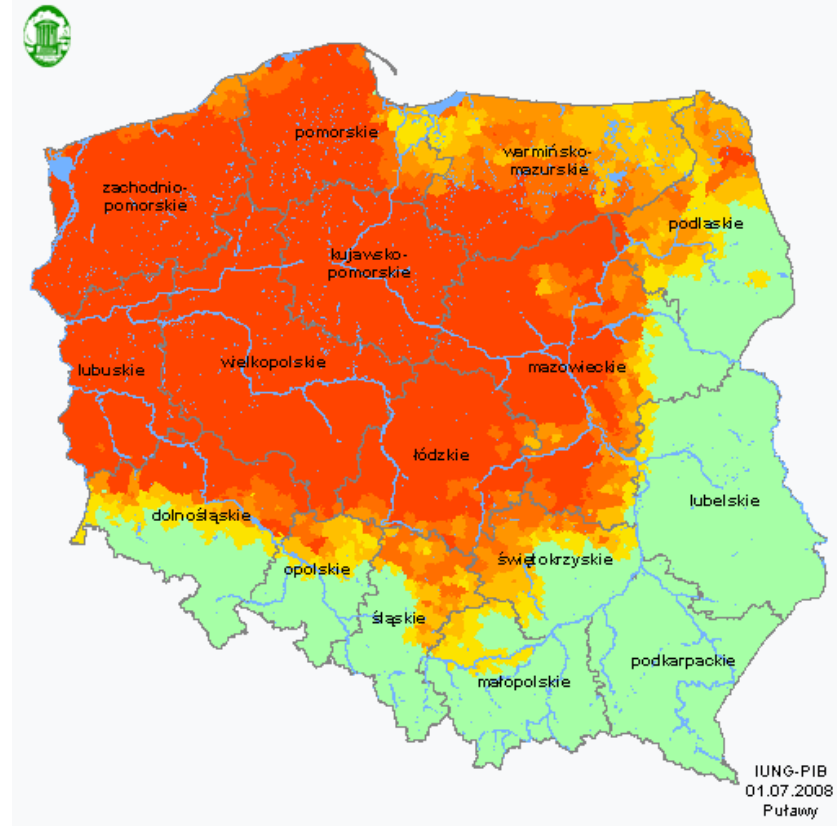 pomorskie
warmińsko-
mazurskie
zachodnio-
pomorskie
podlaskie
kujawsko-
pomorskie
lubuskie
wielkopolskie
mazowieckie
łódzkie
lubelskie
dolnośląskie
opolskie
świętokrzyskie
śląskie
podkarpackie
małopolskie
IUNG-PIB
01.07.2008
Puławy